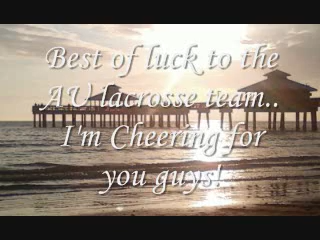 Best of luck to the
AU lacrosse team..
I'm Cheering for
you guys!